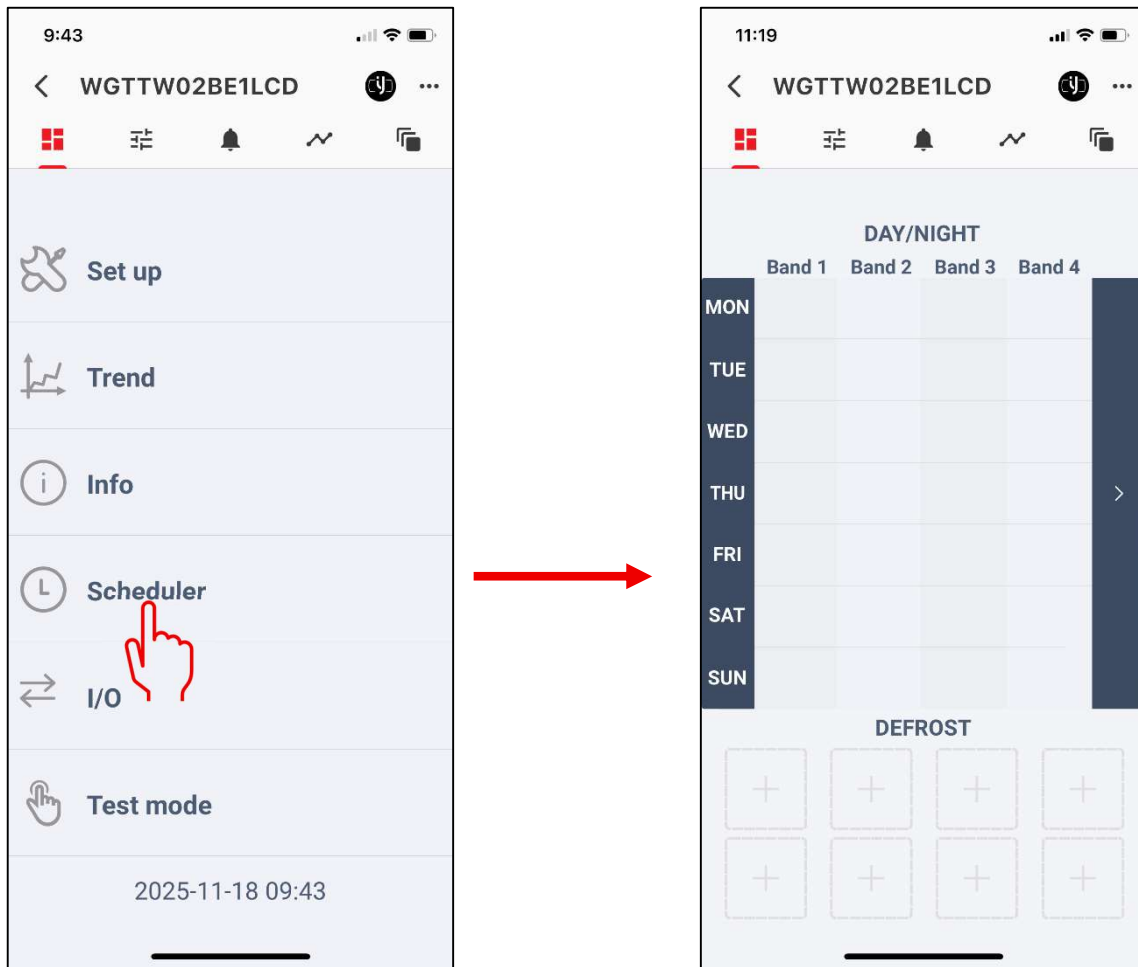 9:43
WGTTW02BE1LCD
Set up
Trend
Info
Scheduler
I/O
Test mode
2025-11-18 09:43
11:19
WGTTW02BE1LCD
DAY/NIGHT
Band 1 Band 2 Band 3 Band 4
MON
TUE
WED
THU
FRI
SAT
SUN
DEFROST